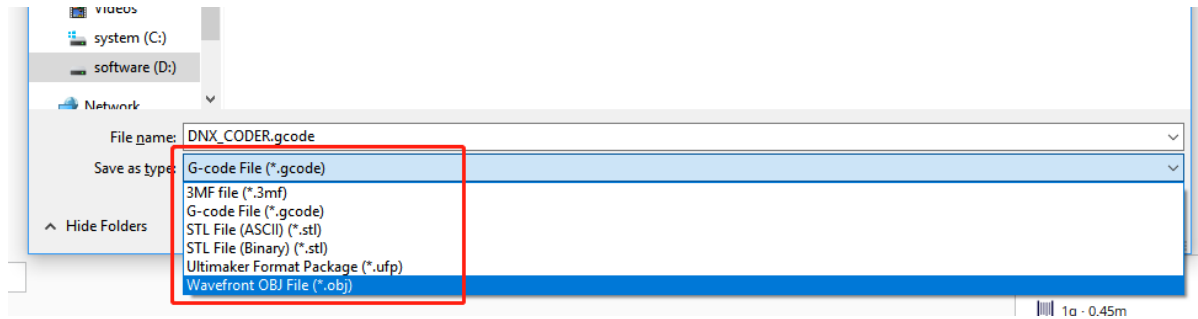 Videos
system (C:)
software (D:)
Network
File name: DNX_CODER.gcode
Save as type: G-code File (*.gcode)
3MF file (*.3mf)
G-code File (*.gcode)
STL File (ASCII) (*.stl)
STL File (Binary) (*.stl)
Ultimaker Format Package (*.ufp)
Wavefront OBJ File (*.obj)
Hide Folders
1g · 0.45m